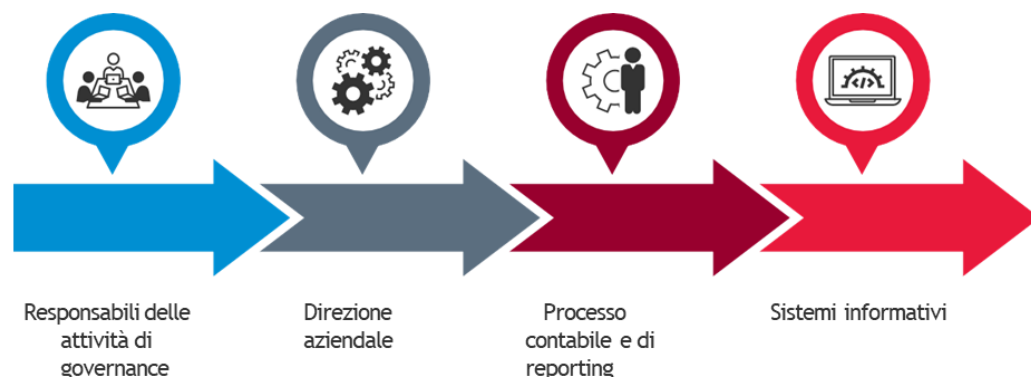 Responsabili delle
attività di
governance
Direzione
aziendale
Processo
contabile e di
reporting
Sistemi informativi